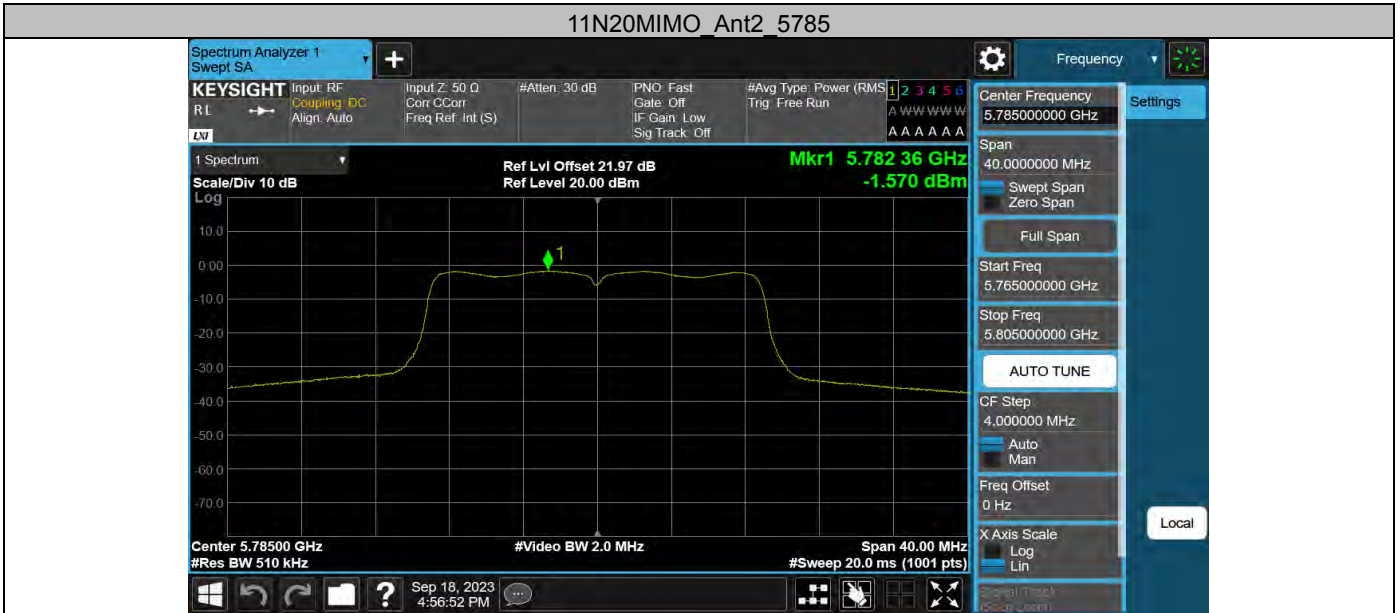 11N20MIMO_Ant2_5785
Spectrum Analyzer 1
Swept SA
Frequency
KEYSIGHT
RL
LXI
Input: RF
Coupling: DC
Align: Auto
Input Z: 50 Ω
Corr CCorr
Freq Ref: Int (S)
#Atten: 30 dB
PNO: Fast
Gate: Off
IF Gain: Low
Sig Track: Off
#Avg Type: Power (RMS
Trig: Free Run
1 2 3 4 5 6
A W W W W W
A A A A A A
1 Spectrum
Scale/Div 10 dB
Log
Ref Lvl Offset 21.97 dB
Ref Level 20.00 dBm
Mkr1 5.782 36 GHz
-1.570 dBm
10.0
0.00
-10.0
-20.0
-30.0
-40.0
-50.0
-60.0
-70.0
1
Center 5.78500 GHz
#Res BW 510 kHz
#Video BW 2.0 MHz
Span 40.00 MHz
#Sweep 20.0 ms (1001 pts)
Center Frequency
5.785000000 GHz
Settings
Span
40.0000000 MHz
Swept Span
Zero Span
Full Span
Start Freq
5.765000000 GHz
Stop Freq
5.805000000 GHz
AUTO TUNE
CF Step
4.000000 MHz
Auto
Man
Freq Offset
0 Hz
X Axis Scale
Log
Lin
Local
Signal Track
(Span Zoom)
?
Sep 18, 2023
4:56:52 PM